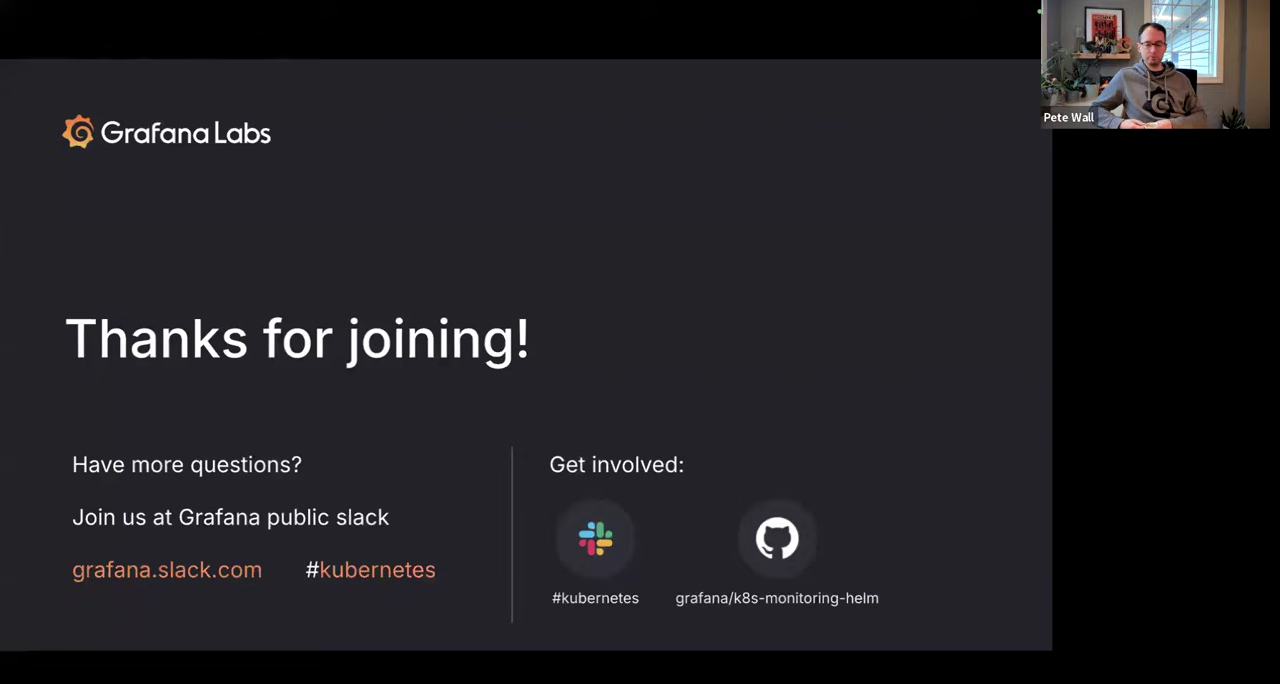 Pete Wall
Grafana Labs
Thanks for joining!
Have more questions?
Join us at Grafana public slack
grafana.slack.com #kubernetes
Get involved:
#kubernetes grafana/k8s-monitoring-helm